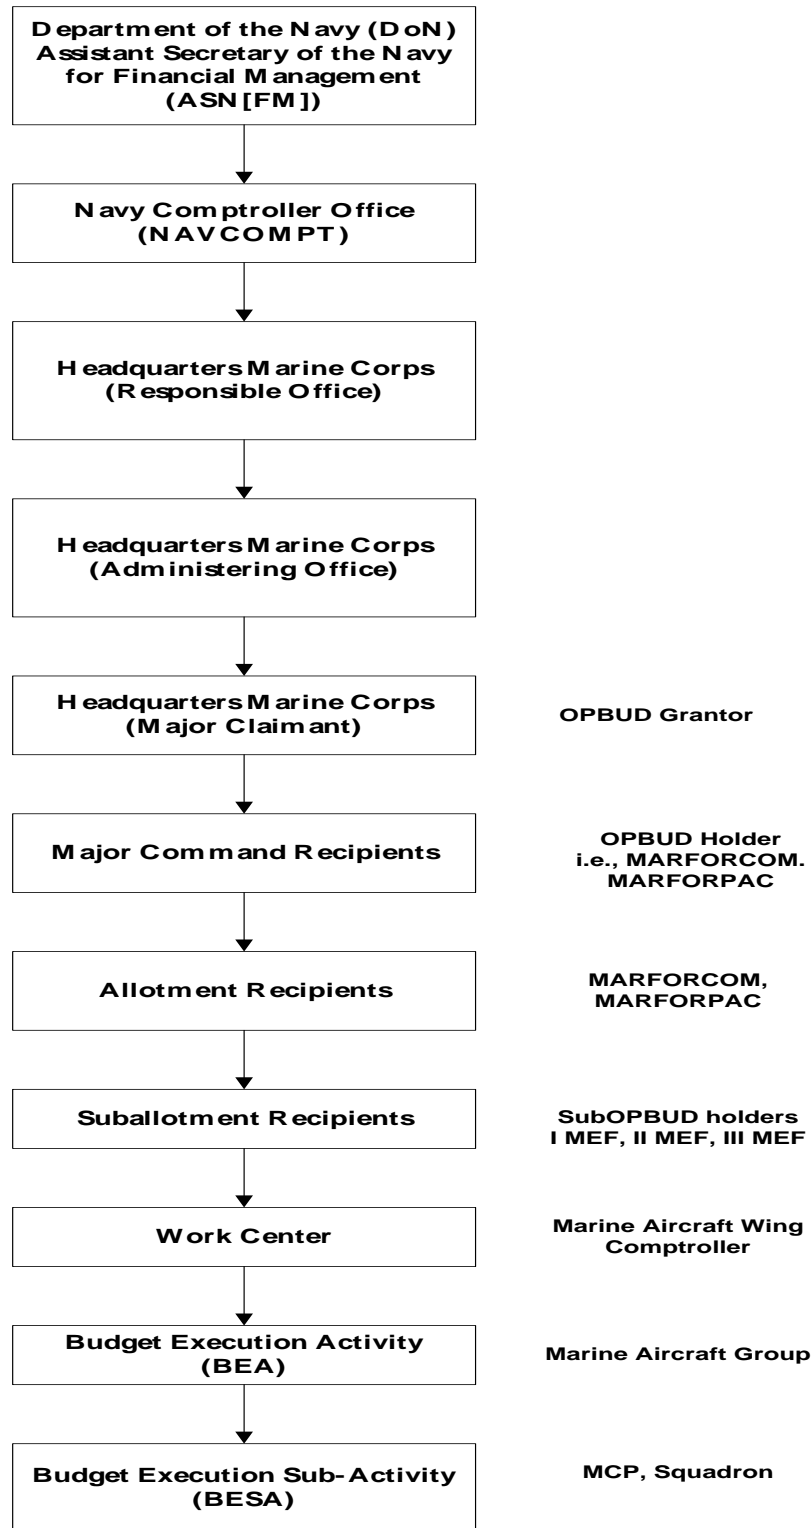 Department of the Navy (DoN)
Assistant Secretary of the Navy
for Financial Management
(ASN[FM])
Navy Comptroller Office
(NAVCOMPT)
Headquarters Marine Corps
(Responsible Office)
Headquarters Marine Corps
(Administering Office)
Headquarters Marine Corps
(Major Claimant)
OPBUD Grantor
Major Command Recipients
OPBUD Holder
i.e., MARFORCOM.
MARFORPAC
Allotment Recipients
MARFORCOM,
MARFORPAC
Suballotment Recipients
SubOPBUD holders
I MEF, II MEF, III MEF
Work Center
Marine Aircraft Wing
Comptroller
Budget Execution Activity
(BEA)
Marine Aircraft Group
Budget Execution Sub-Activity
(BESA)
MCP, Squadron